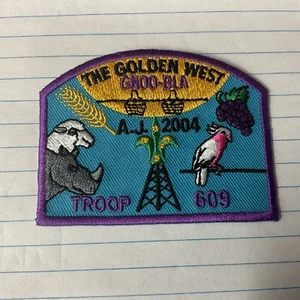 THE GOLDEN WEST
GNOO-BLA
A.J. 2004
TROOP 609